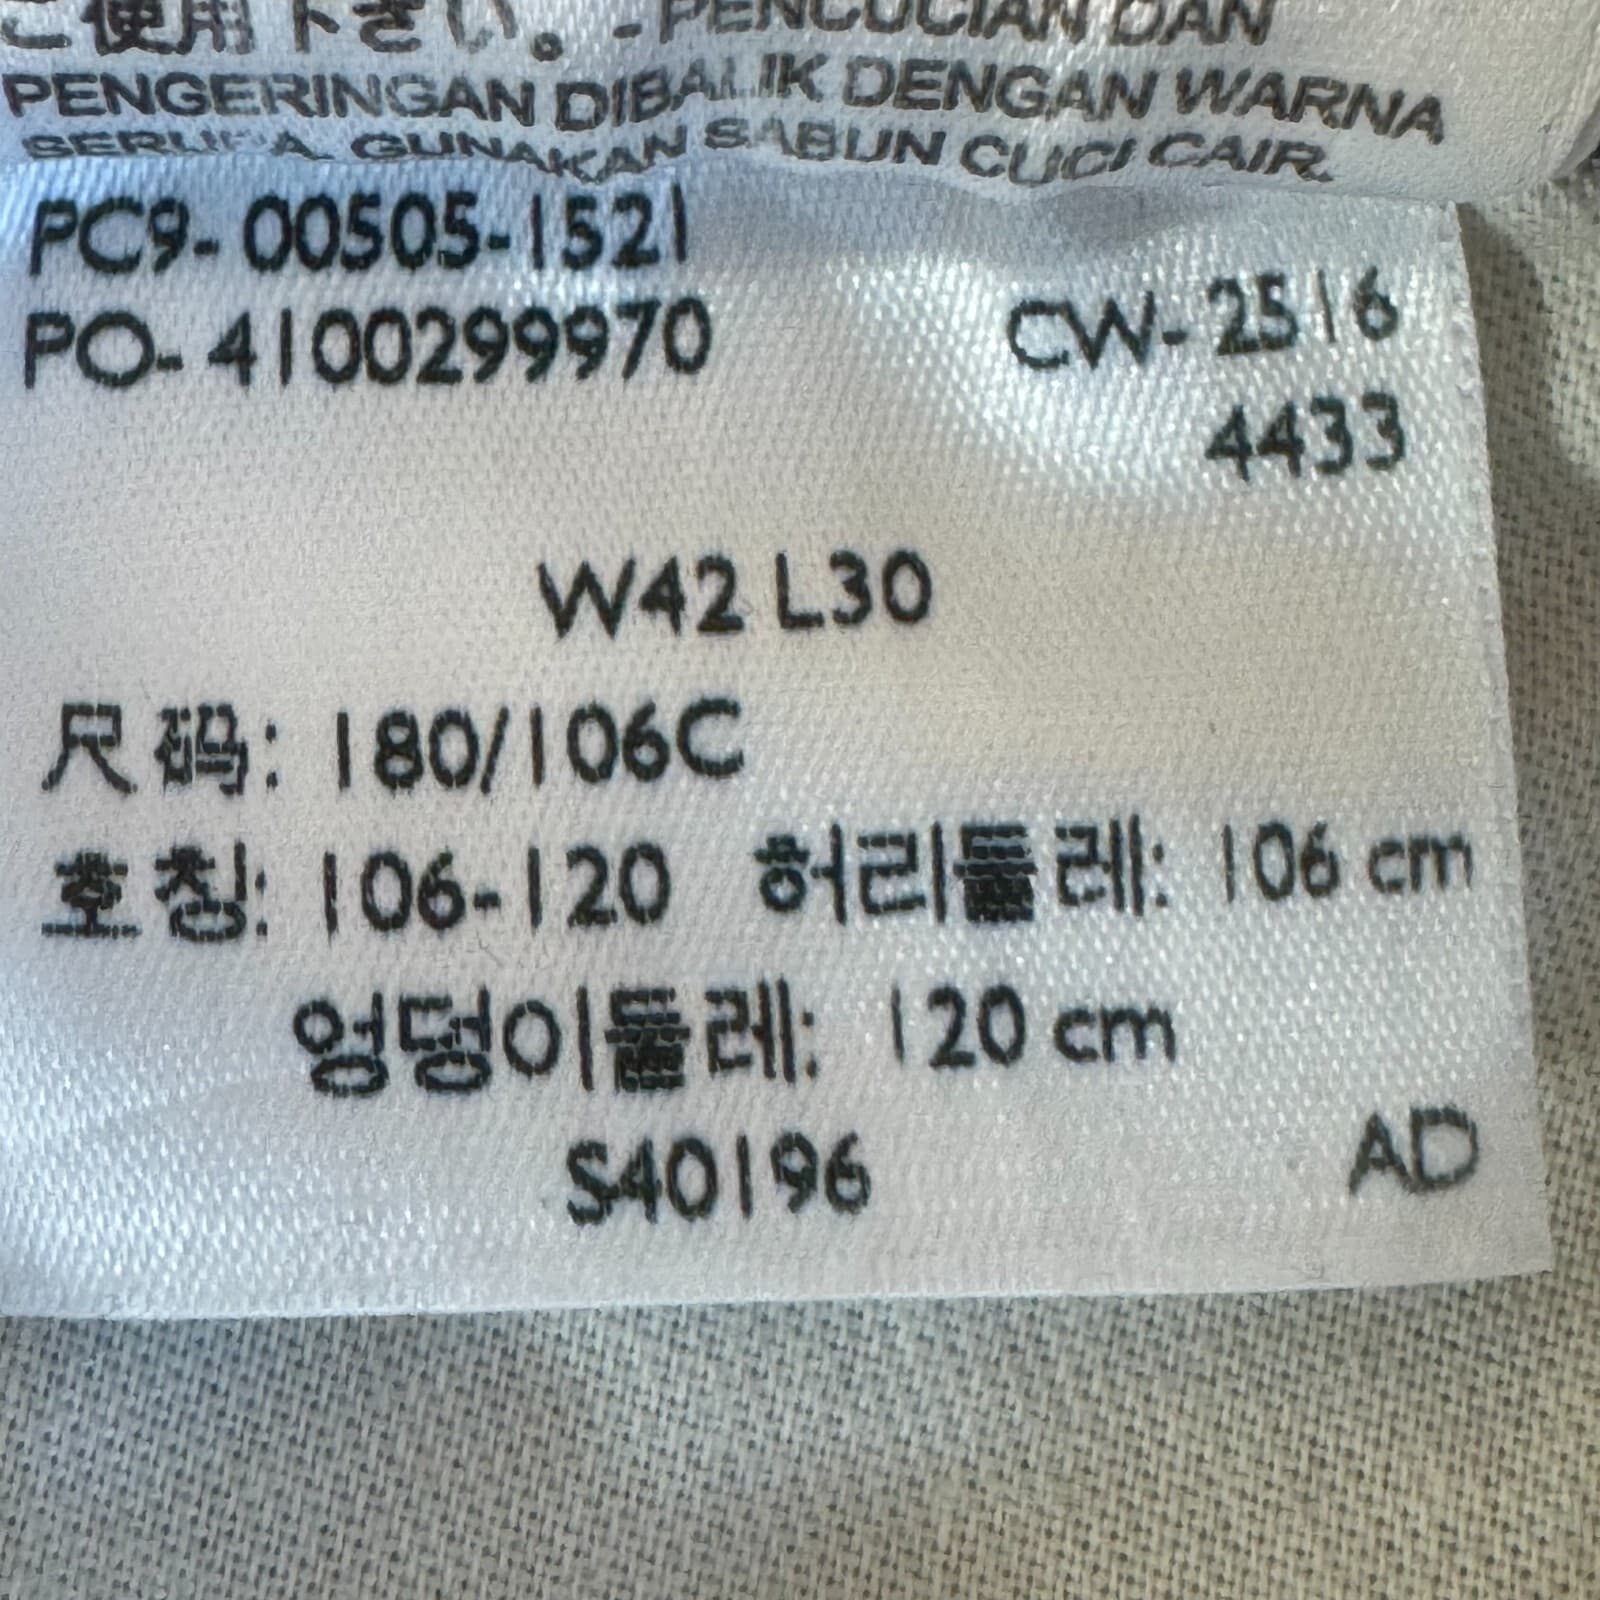 ご使用下さい。-PENCUCIAN DAN
PENGERINGAN DIBALIK DENGAN WARNA
SERUPA. GUNAKAN SABUN CUCI CAIR.
PC9-00505-1521
PO-4100299970 CW-2516
4433
W42 L30
尺码: 180/106C
호칭: 106-120 허리둘레: 106 cm
엉덩이둘레: 120 cm
S40196 AD